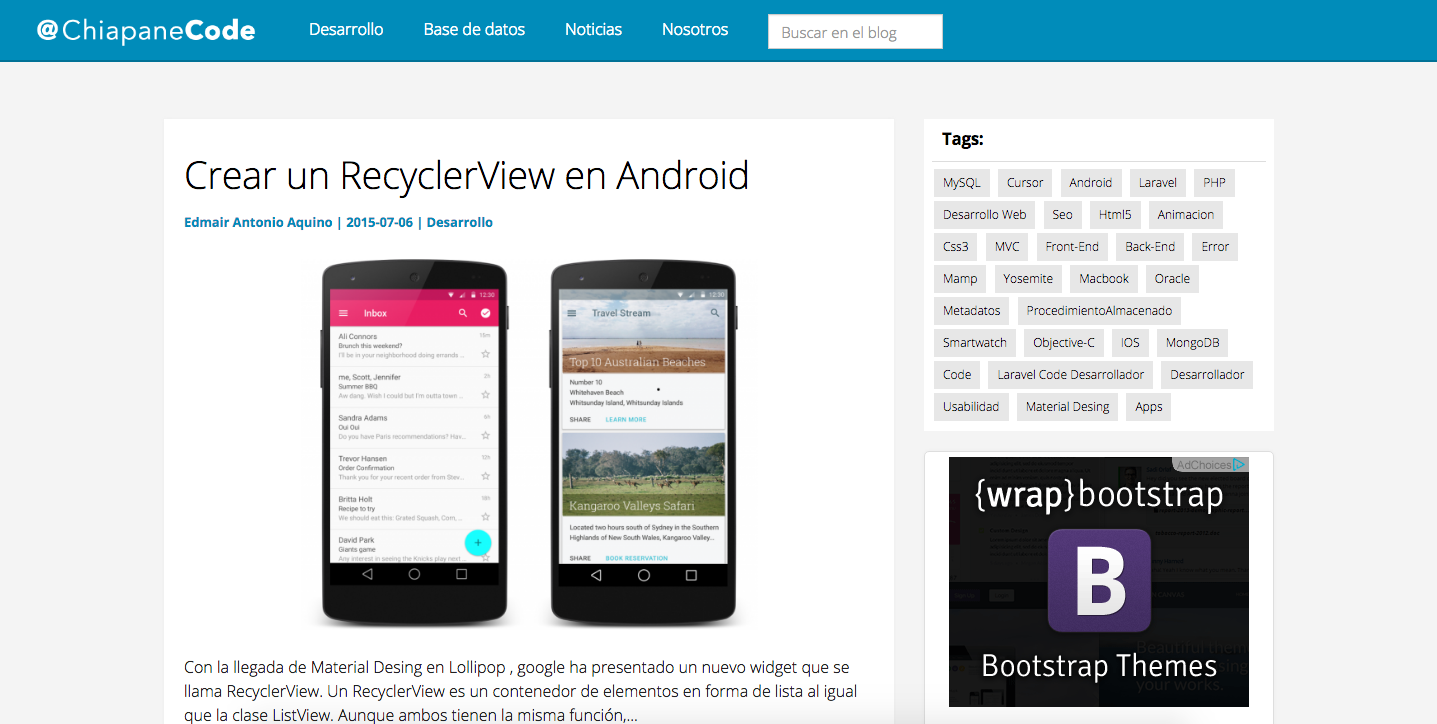 @ChiapaneCode
Desarrollo
Base de datos
Noticias
Nosotros
Buscar en el blog
Crear un RecyclerView en Android
Edmair Antonio Aquino | 2015-07-06 | Desarrollo
12:30
Inbox
Ali Connors
18m
Brunch this weekend?
I'll be in your neighborhood doing errands ...
me, Scott, Jennifer
2h
Summer BBQ
Aw dang. Wish I could but I'm outta town ...
Sandra Adams
6h
Oui Oui
Do you have Paris recommendations? Hav...
Trevor Hansen
12h
Order Confirmation
Thank you for your recent order from Stev...
Britta Holt
18h
Recipe to try
We should eat this: Grated Squash, Corn, ...
David Park
Giants game
Any interest in seeing the Knicks play next
+
12:30
Travel Stream
Top 10 Australian Beaches
Number 10
Whitehaven Beach
Whitsunday Island, Whitsunday Islands
SHARE LEARN MORE
Kangaroo Valleys Safari
Located two hours south of Sydney in the Southern
Highlands of New South Wales, Kangaroo Valley...
SHARE BOOK RESERVATION
Con la llegada de Material Desing en Lollipop , google ha presentado un nuevo widget que se
llama RecyclerView. Un RecyclerView es un contenedor de elementos en forma de lista al igual
que la clase ListView. Aunque ambos tienen la misma función,...
Tags:
MySQL Cursor Android Laravel PHP
Desarrollo Web Seo Html5 Animacion
Css3 MVC Front-End Back-End Error
Mamp Yosemite Macbook Oracle
Metadatos ProcedimientoAlmacenado
Smartwatch Objective-C IOS MongoDB
Code Laravel Code Desarrollador Desarrollador
Usabilidad Material Desing Apps
AdChoices
{wrap}bootstrap
B
Bootstrap Themes